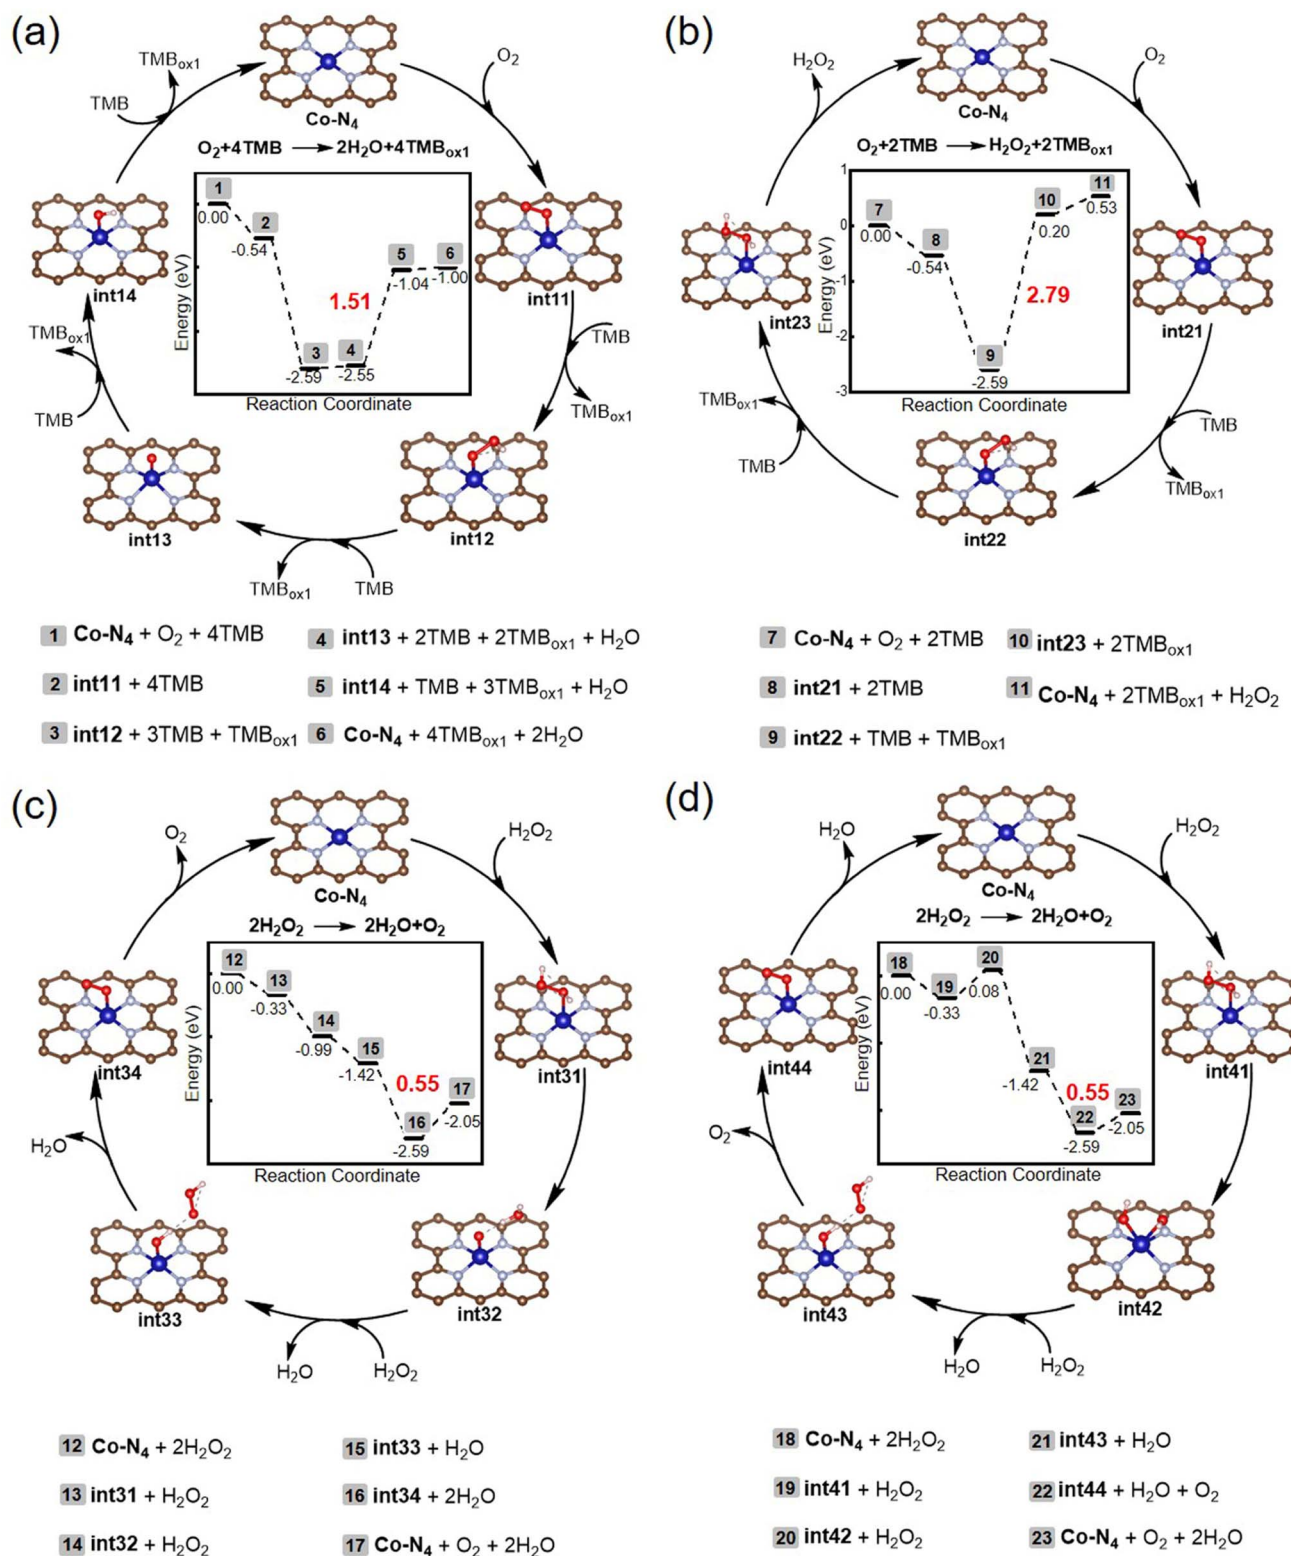 (a)
TMBox1
TMB
O2
Co-N4
O2+4TMB → 2H2O+4TMBox1
int14
int11
Energy (eV)
1
0.00
2
-0.54
3
-2.59
4
-2.55
1.51
5
-1.04
6
-1.00
Reaction Coordinate
TMBox1
TMB
TMB
TMBox1
int13
int12
TMBox1
TMB
1 Co-N4 + O2 + 4TMB
2 int11 + 4TMB
3 int12 + 3TMB + TMBox1
4 int13 + 2TMB + 2TMBox1 + H2O
5 int14 + TMB + 3TMBox1 + H2O
6 Co-N4 + 4TMBox1 + 2H2O
(b)
H2O2
O2
Co-N4
O2+2TMB → H2O2+2TMBox1
int23
int21
Energy (eV)
1
0
-1
-2
-3
7
0.00
8
-0.54
9
-2.59
2.79
10
0.20
11
0.53
Reaction Coordinate
TMBox1
TMB
TMB
TMBox1
int22
7 Co-N4 + O2 + 2TMB
8 int21 + 2TMB
9 int22 + TMB + TMBox1
10 int23 + 2TMBox1
11 Co-N4 + 2TMBox1 + H2O2
(c)
O2
H2O2
Co-N4
2H2O2 → 2H2O+O2
int34
int31
Energy (eV)
12
0.00
13
-0.33
14
-0.99
15
-1.42
0.55
16
-2.59
17
-2.05
Reaction Coordinate
H2O
int33
int32
H2O
H2O2
12 Co-N4 + 2H2O2
13 int31 + H2O2
14 int32 + H2O2
15 int33 + H2O
16 int34 + 2H2O
17 Co-N4 + O2 + 2H2O
(d)
H2O
H2O2
Co-N4
2H2O2 → 2H2O+O2
int44
int41
Energy (eV)
18
0.00
19
-0.33
20
0.08
21
-1.42
0.55
22
-2.59
23
-2.05
Reaction Coordinate
O2
int43
int42
H2O
H2O2
18 Co-N4 + 2H2O2
19 int41 + H2O2
20 int42 + H2O2
21 int43 + H2O
22 int44 + H2O + O2
23 Co-N4 + O2 + 2H2O